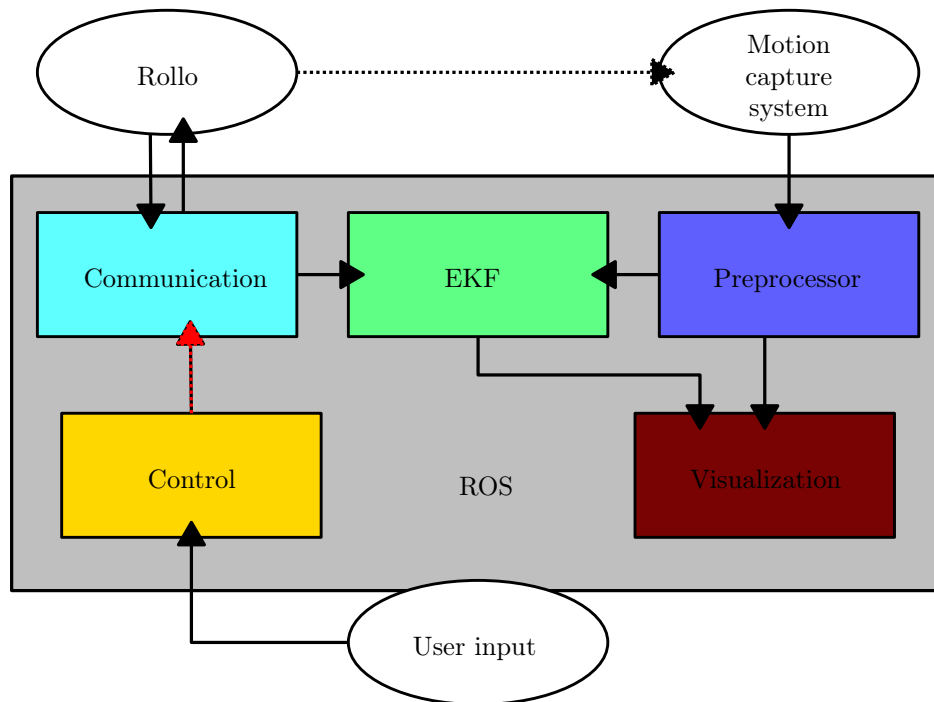 Rollo
Motion
capture
system
Communication
EKF
Preprocessor
Control
ROS
Visualization
User input